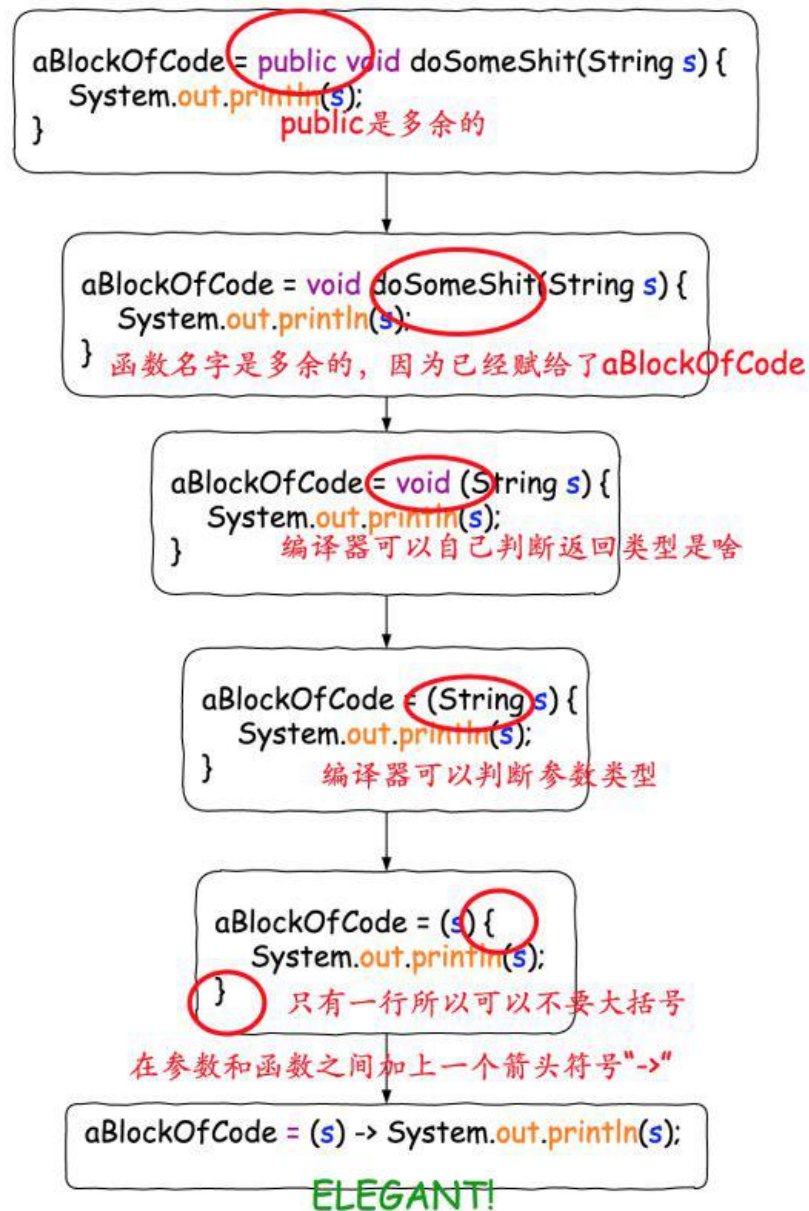 aBlockOfCode = public void doSomeShit(String s) {
System.out.println(s);
public是多余的
}
aBlockOfCode = void doSomeShit(String s) {
System.out.println(s);
} 函数名字是多余的，因为已经赋给了aBlockOfCode
aBlockOfCode = void (String s) {
System.out.println(s);
} 编译器可以自己判断返回类型是啥
aBlockOfCode = (String s) {
System.out.println(s);
} 编译器可以判断参数类型
aBlockOfCode = (s) {
System.out.println(s);
} 只有一行所以可以不要大括号
在参数和函数之间加上一个箭头符号“->”
aBlockOfCode = (s) -> System.out.println(s);
ELEGANT!